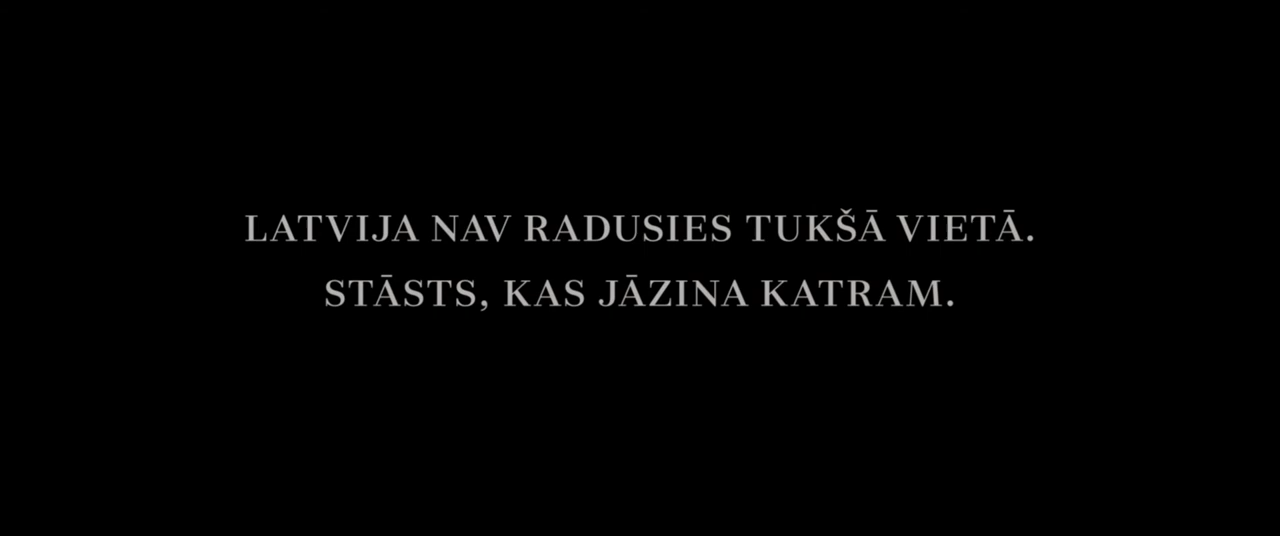 LATVIJA NAV RADUSIES TUKŠĀ VIETĀ.
STĀSTS, KAS JĀZINA KATRAM.